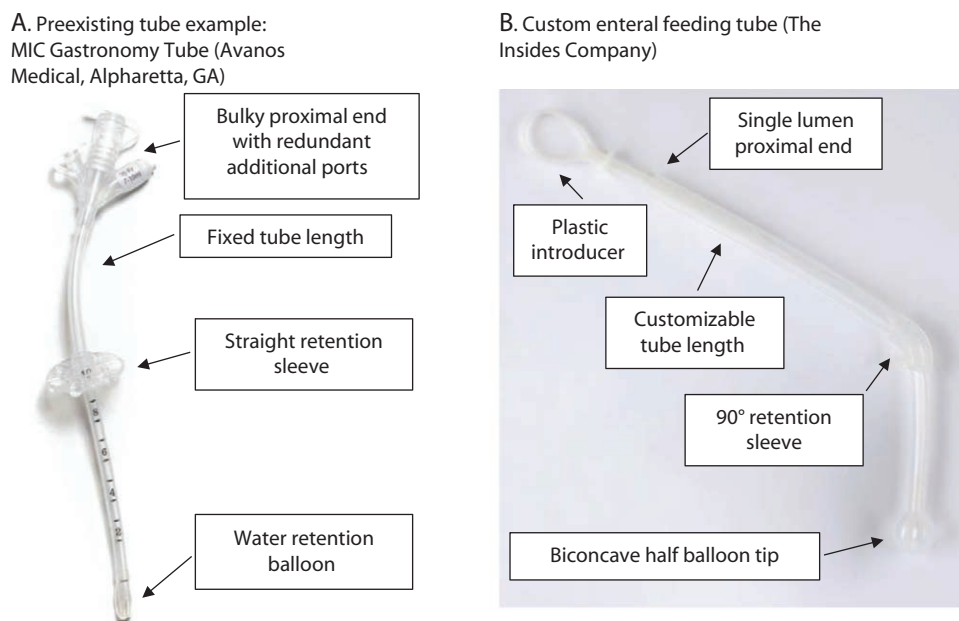 A. Preexisting tube example:
MIC Gastronomy Tube (Avanos
Medical, Alpharetta, GA)
Bulky proximal end
with redundant
additional ports
Fixed tube length
Straight retention
sleeve
Water retention
balloon
B. Custom enteral feeding tube (The
Insides Company)
Single lumen
proximal end
Plastic
introducer
Customizable
tube length
90° retention
sleeve
Biconcave half balloon tip